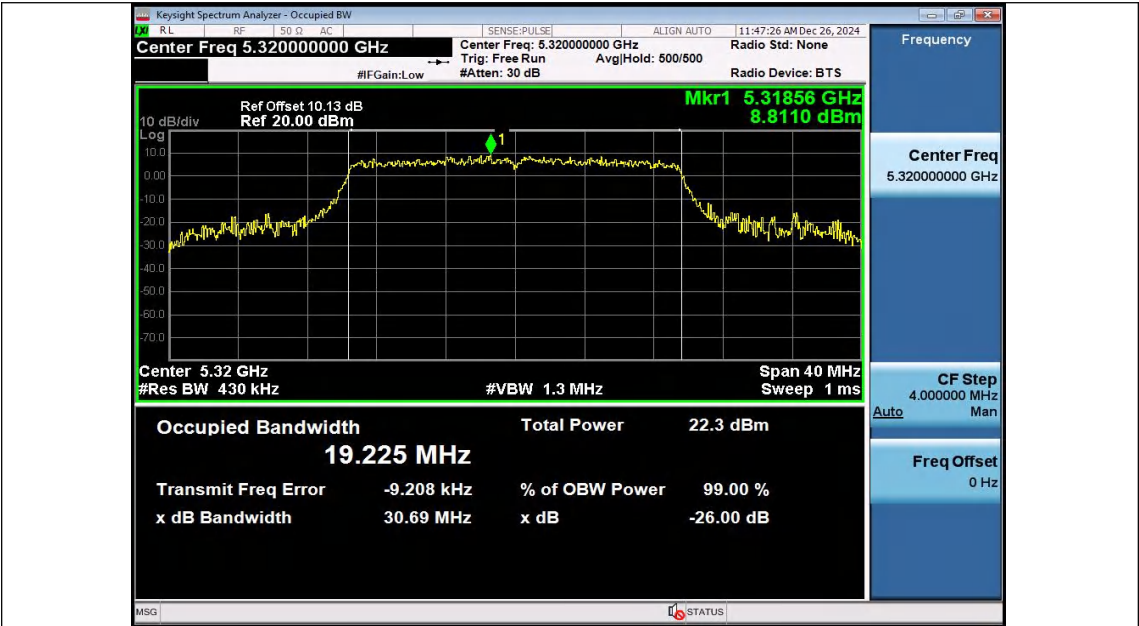 Keysight Spectrum Analyzer - Occupied BW
LXI RL RF 50 Ω AC SENSE:PULSE ALIGN AUTO 11:47:26 AM Dec 26, 2024
Center Freq 5.320000000 GHz
Center Freq: 5.320000000 GHz Radio Std: None
Trig: Free Run Avg|Hold: 500/500
#IFGain:Low #Atten: 30 dB Radio Device: BTS
Frequency
Mkr1 5.31856 GHz
8.8110 dBm
Ref Offset 10.13 dB
10 dB/div Ref 20.00 dBm
Log
1
10.0
0.00
-10.0
-20.0
-30.0
-40.0
-50.0
-60.0
-70.0
Center 5.32 GHz Span 40 MHz
#Res BW 430 kHz #VBW 1.3 MHz Sweep 1 ms
Occupied Bandwidth Total Power 22.3 dBm
19.225 MHz
Transmit Freq Error -9.208 kHz % of OBW Power 99.00 %
x dB Bandwidth 30.69 MHz x dB -26.00 dB
Center Freq
5.320000000 GHz
CF Step
4.000000 MHz
Auto Man
Freq Offset
0 Hz
MSG STATUS